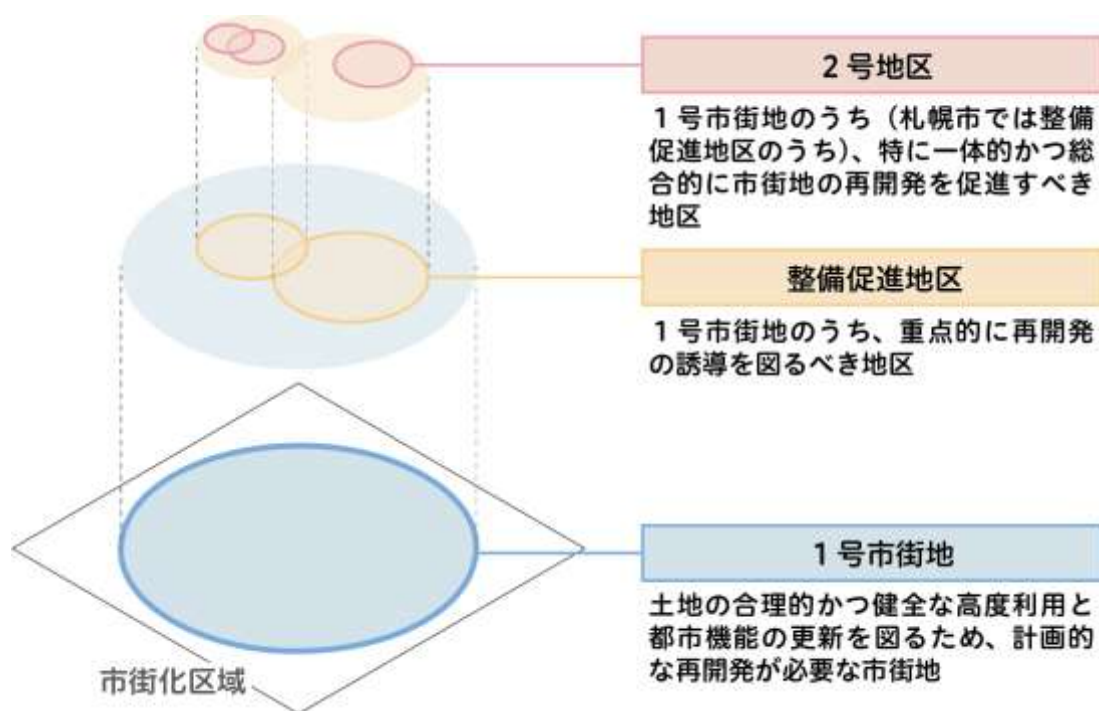 2号地区
1号市街地のうち（札幌市では整備
促進地区のうち）、特に一体的かつ総
合的に市街地の再開発を促進すべき
地区
整備促進地区
1号市街地のうち、重点的に再開発
の誘導を図るべき地区
1号市街地
土地の合理的かつ健全な高度利用と
都市機能の更新を図るため、計画的
な再開発が必要な市街地
市街化区域